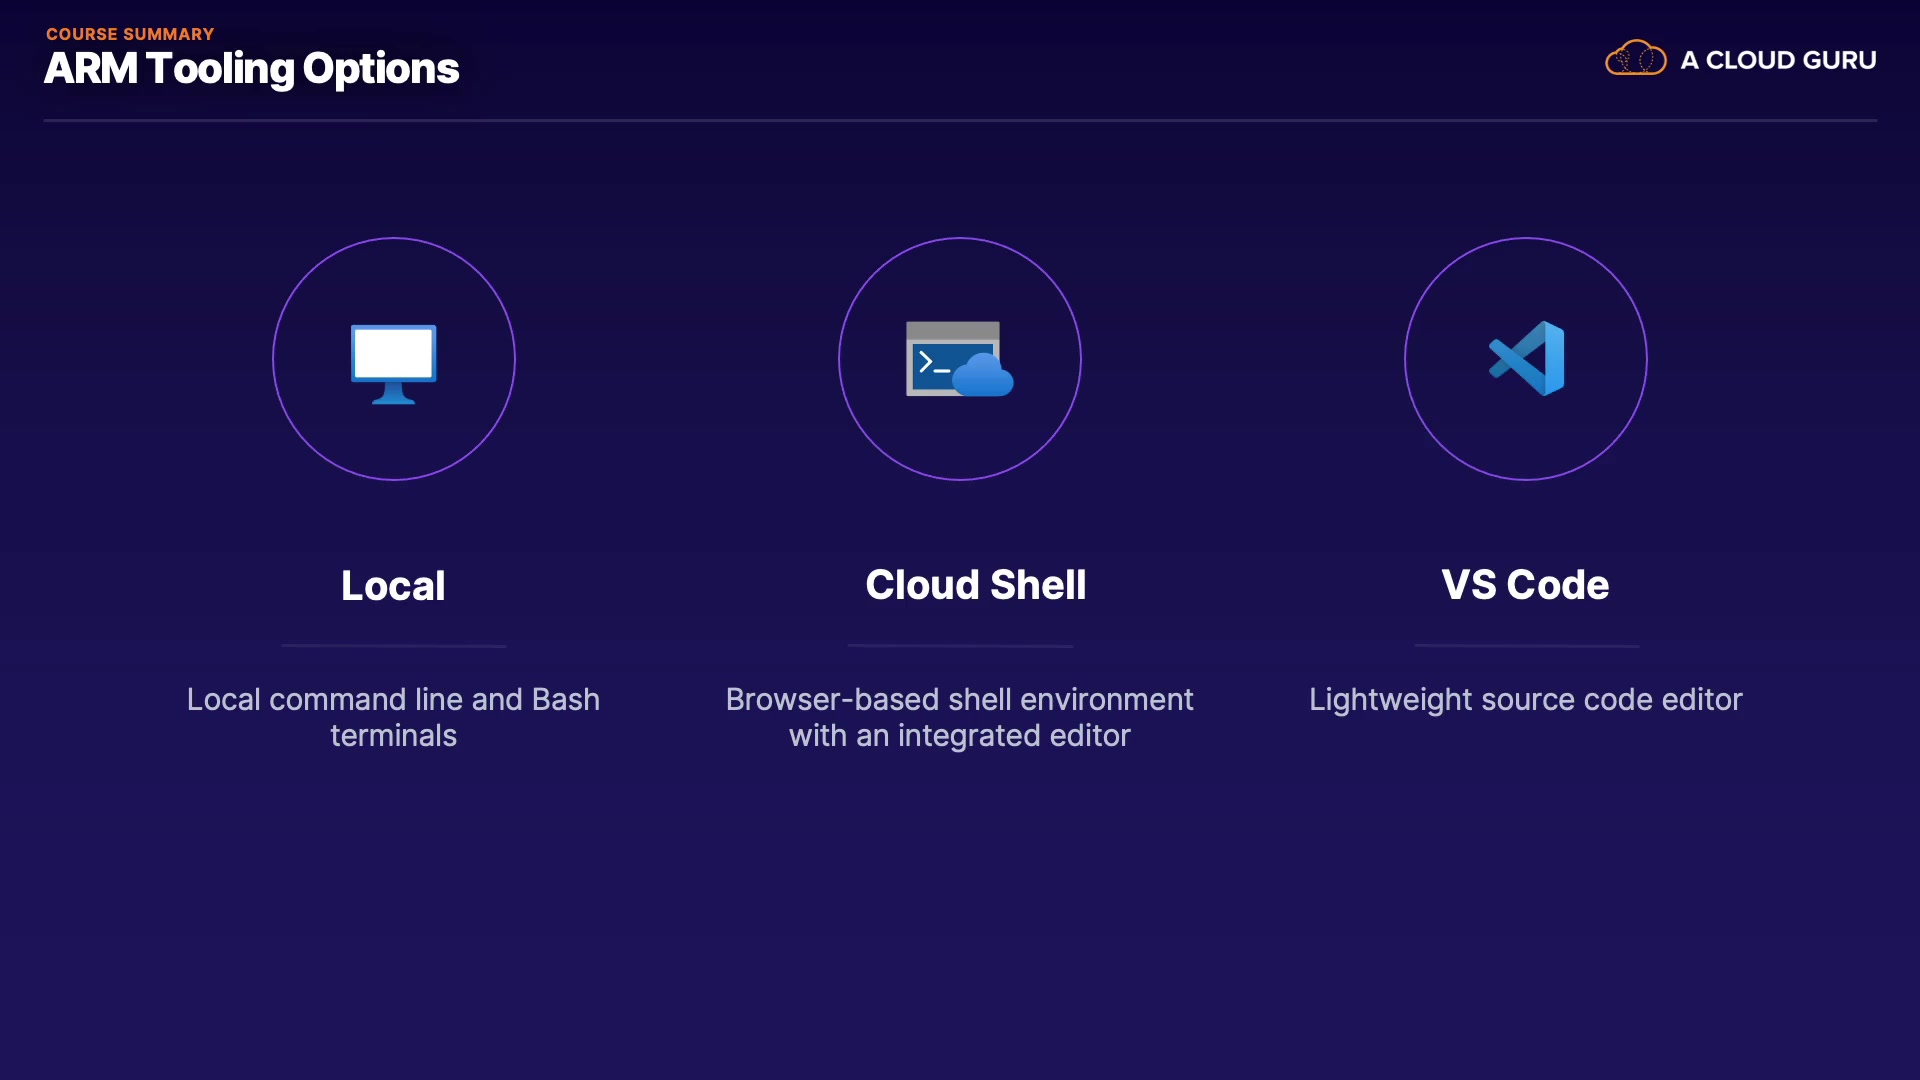 COURSE SUMMARY
ARM Tooling Options
A CLOUD GURU
Local
Local command line and Bash
terminals
Cloud Shell
Browser-based shell environment
with an integrated editor
VS Code
Lightweight source code editor